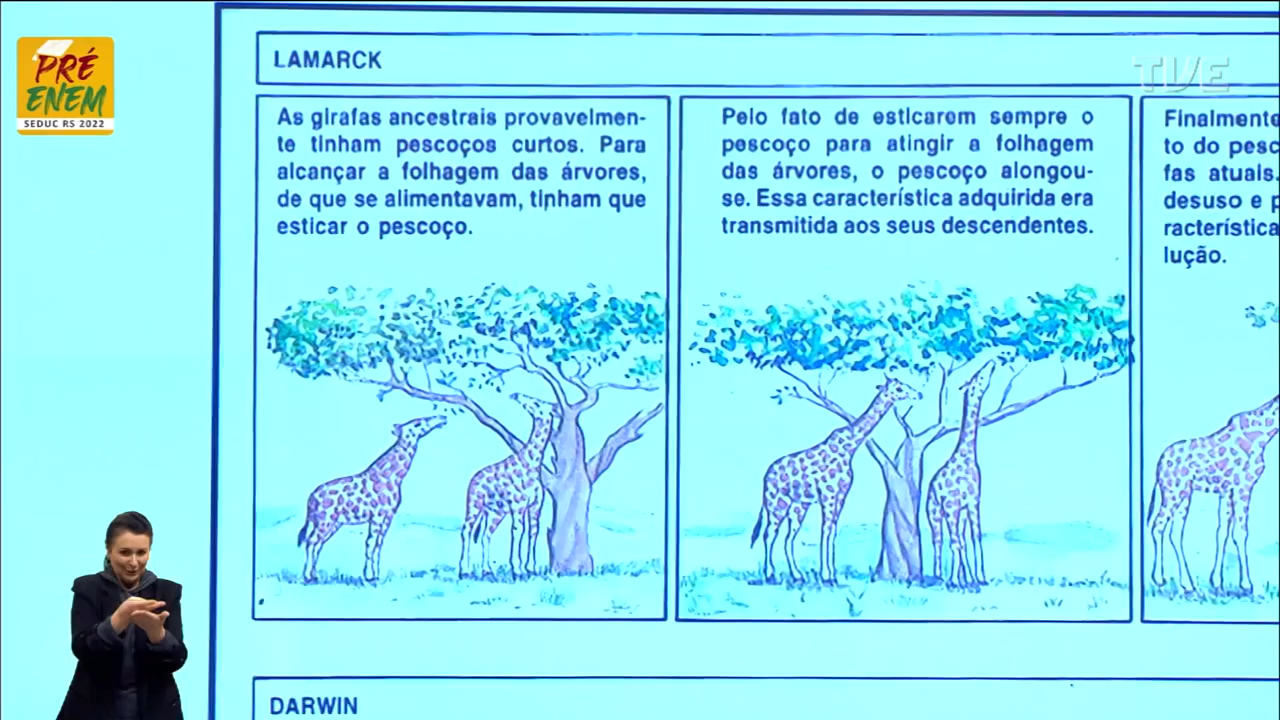 PRÉ
ENEM
SEDUC RS 2022
TVE
LAMARCK
As girafas ancestrais provavelmen-
te tinham pescoços curtos. Para
alcançar a folhagem das árvores,
de que se alimentavam, tinham que
esticar o pescoço.
Pelo fato de esticarem sempre o
pescoço para atingir a folhagem
das árvores, o pescoço alongou-
se. Essa característica adquirida era
transmitida aos seus descendentes.
Finalmente
to do pesc
fas atuais.
desuso e p
racterística
lução.
DARWIN